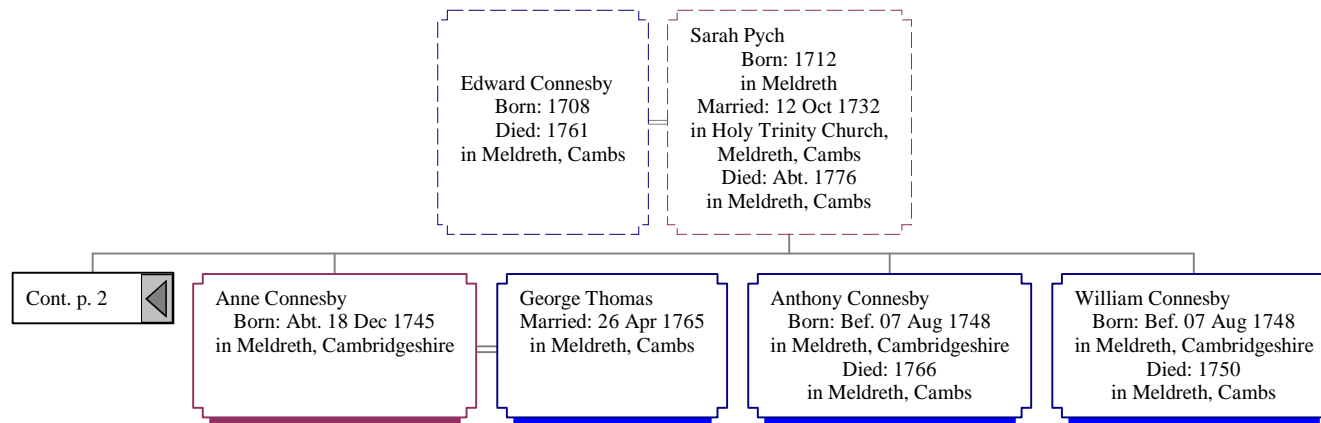 Edward Connesby
Born: 1708
Died: 1761
in Meldreth, Cambs
Sarah Pych
Born: 1712
in Meldreth
Married: 12 Oct 1732
in Holy Trinity Church,
Meldreth, Cambs
Died: Abt. 1776
in Meldreth, Cambs
Cont. p. 2
Anne Connesby
Born: Abt. 18 Dec 1745
in Meldreth, Cambridgeshire
George Thomas
Married: 26 Apr 1765
in Meldreth, Cambs
Anthony Connesby
Born: Bef. 07 Aug 1748
in Meldreth, Cambridgeshire
Died: 1766
in Meldreth, Cambs
William Connesby
Born: Bef. 07 Aug 1748
in Meldreth, Cambridgeshire
Died: 1750
in Meldreth, Cambs